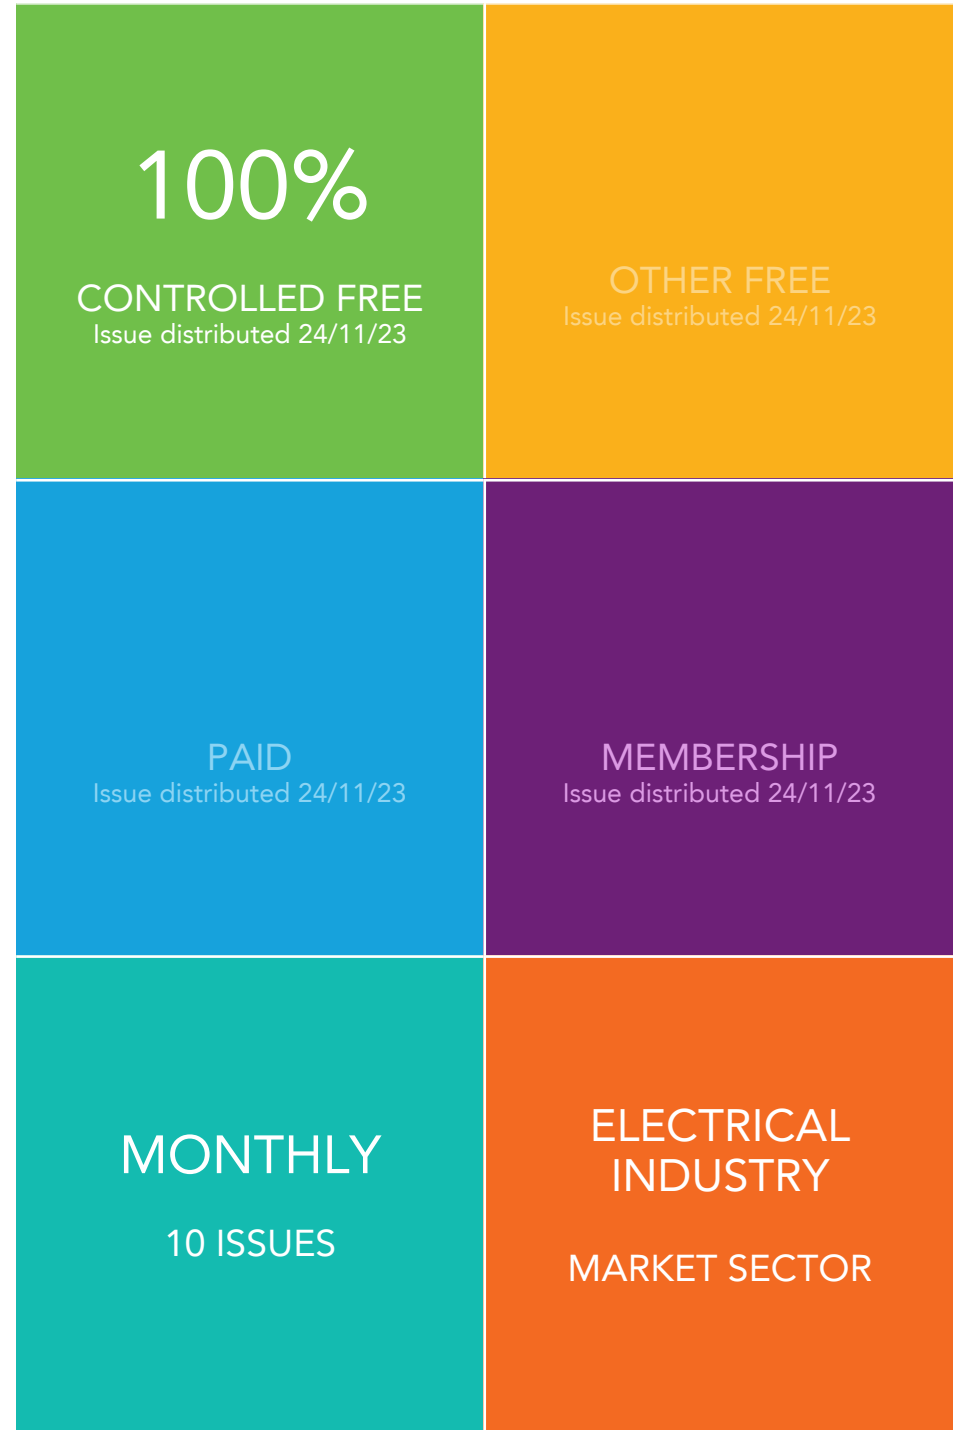 100%
CONTROLLED FREE
Issue distributed 24/11/23
OTHER FREE
Issue distributed 24/11/23
PAID
Issue distributed 24/11/23
MEMBERSHIP
Issue distributed 24/11/23
MONTHLY
10 ISSUES
ELECTRICAL
INDUSTRY
MARKET SECTOR